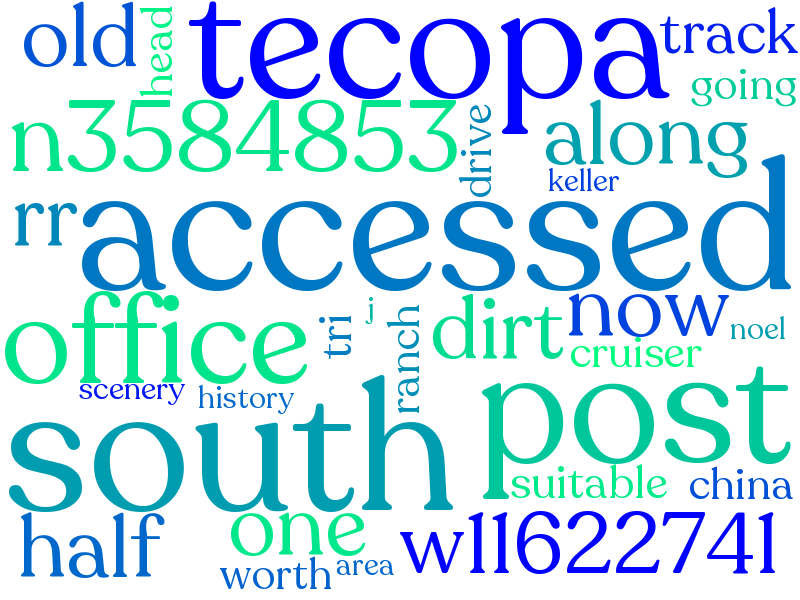 old
head
tecopa
track
going
n3584853
drive
along
keller
rr
accessed
office
tri
j
ranch
dirt
now
noel
cruiser
scenery
history
south
post
suitable
china
half
one
w11622741
worth
area